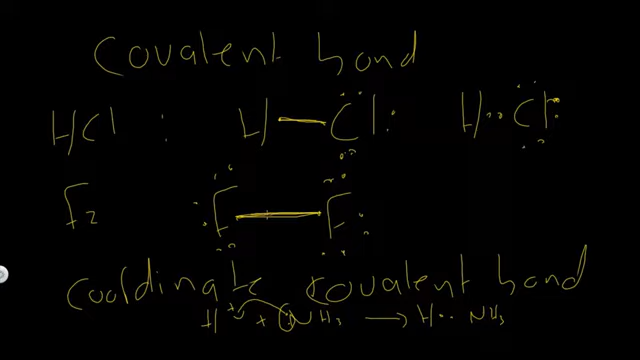 Covalent bond
HCl : H—Cl: H··Cl:
F2 :F—F:
Coordinate covalent bond
H+ + :NH3 → H·· NH3